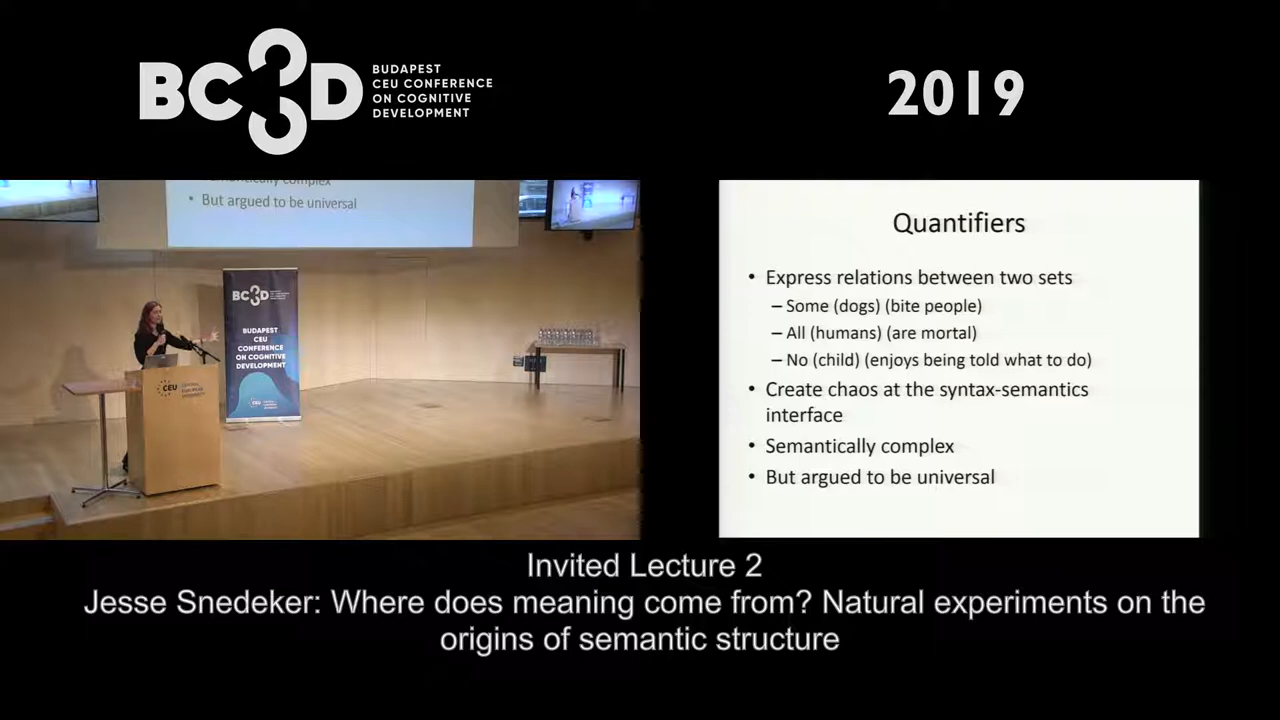 BC3D
BUDAPEST
CEU CONFERENCE
ON COGNITIVE
DEVELOPMENT
2019
• But argued to be universal
BC3D
BUDAPEST
CEU
CONFERENCE
ON COGNITIVE
DEVELOPMENT
CEU
CEU
Quantifiers
• Express relations between two sets
– Some (dogs) (bite people)
– All (humans) (are mortal)
– No (child) (enjoys being told what to do)
• Create chaos at the syntax-semantics
interface
• Semantically complex
• But argued to be universal
Invited Lecture 2
Jesse Snedeker: Where does meaning come from? Natural experiments on the
origins of semantic structure